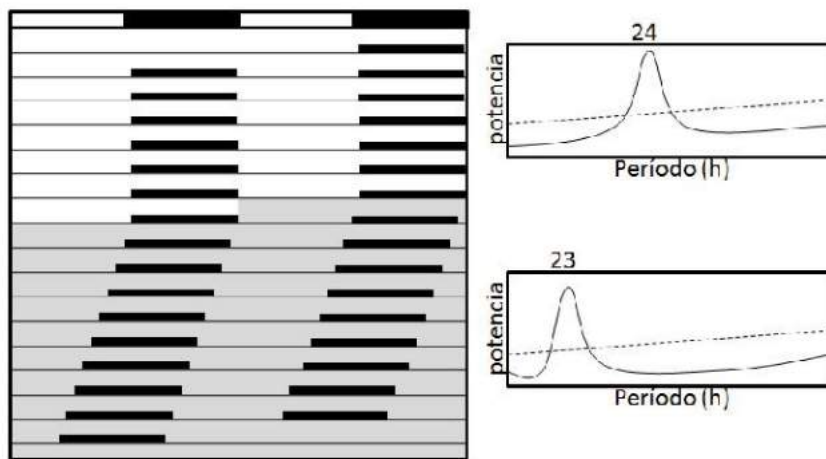 24
potencia
Período (h)
23
potencia
Período (h)